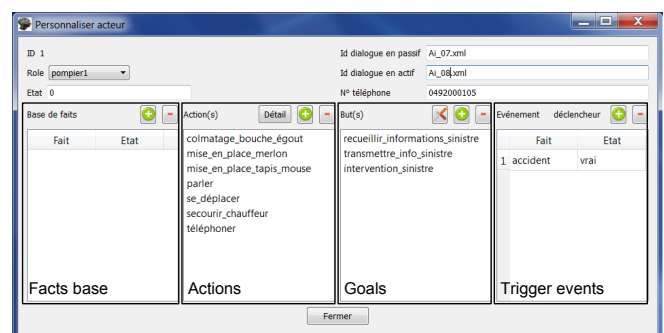 Personnaliser acteur
ID 1
Id dialogue en passif Ai_07.xml
Role pompier1
Id dialogue en actif Ai_08.xml
Etat 0
N° téléphone 0492000105
Base de faits
Action(s) Détail
But(s)
Evénement déclencheur
Fait Etat
colmatage_bouche_égout
mise_en_place_merlon
mise_en_place_tapis_mouse
parler
se_déplacer
secourir_chauffeur
téléphoner
recueillir_informations_sinistre
transmettre_info_sinistre
intervention_sinistre
Fait Etat
1 accident vrai
Facts base
Actions
Goals
Trigger events
Fermer